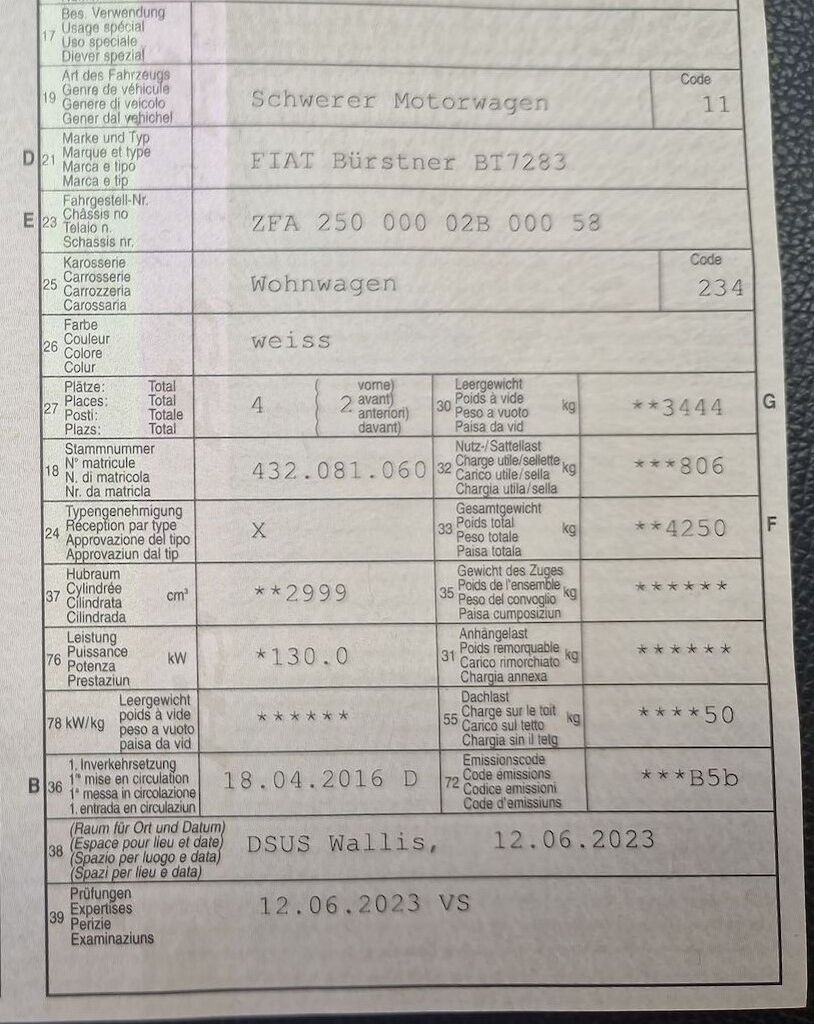 17 Bes. Verwendung
Usage spécial
Uso speciale
Diever spezial
19 Art des Fahrzeugs
Genre de véhicule
Genere di veicolo
Gener dal vehichel
Schwerer Motorwagen
Code
11
D 21 Marke und Typ
Marque et type
Marca e tipo
Marca e tip
FIAT Bürstner BT7283
E 23 Fahrgestell-Nr.
Châssis no
Telaio n.
Schassis nr.
ZFA 250 000 02B 000 58
25 Karosserie
Carrosserie
Carrozzeria
Carossaria
Wohnwagen
Code
234
26 Farbe
Couleur
Colore
Colur
weiss
27 Plätze: Total
Places: Total
Posti: Totale
Plazs: Total
4
( vorne)
( 2 avant)
( anteriori)
( davant)
30 Leergewicht
Poids à vide
Peso a vuoto
Paisa da vid
kg
**3444
G
18 Stammnummer
N° matricule
N. di matricola
Nr. da matricla
432.081.060
32 Nutz-/Sattellast
Charge utile/sellette
Carico utile/sella
Chargia utila/sella
kg
***806
24 Typengenehmigung
Réception par type
Approvazione del tipo
Approvaziun dal tip
X
33 Gesamtgewicht
Poids total
Peso totale
Paisa totala
kg
**4250
F
37 Hubraum
Cylindrée
Cilindrata
Cilindrada
cm³
**2999
35 Gewicht des Zuges
Poids de l'ensemble
Peso del convoglio
Paisa cumposiziun
kg
******
76 Leistung
Puissance
Potenza
Prestaziun
kW
*130.0
31 Anhängelast
Poids remorquable
Carico rimorchiato
Chargia annexa
kg
******
78 kW/kg
Leergewicht
poids à vide
peso a vuoto
paisa da vid
******
55 Dachlast
Charge sur le toit
Carico sul tetto
Chargia sin il tetg
kg
****50
B 36 1. Inverkehrsetzung
1re mise en circulation
1a messa in circolazione
1. entrada en circulaziun
18.04.2016 D
72 Emissionscode
Code émissions
Codice emissioni
Code d'emissiuns
***B5b
38 (Raum für Ort und Datum)
(Espace pour lieu et date)
(Spazio per luogo e data)
(Spazi per lieu e data)
DSUS Wallis, 12.06.2023
39 Prüfungen
Expertises
Perizie
Examinaziuns
12.06.2023 VS